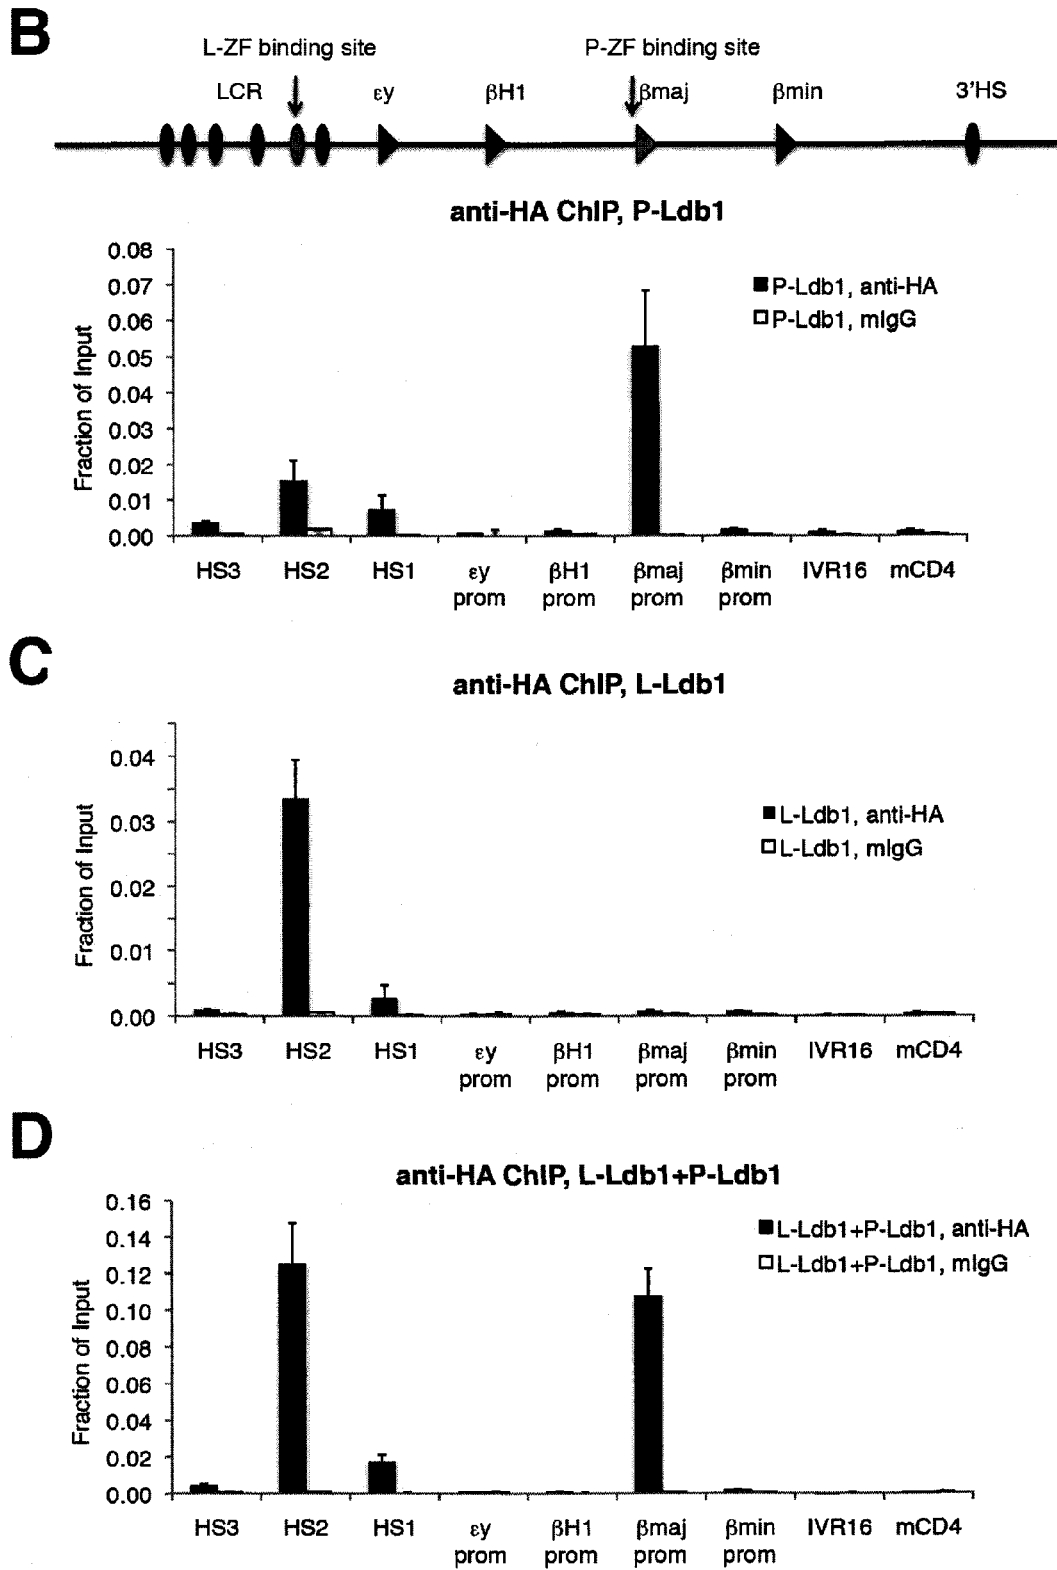 B
L-ZF binding site P-ZF binding site
LCR εy βH1 βmaj βmin 3'HS
anti-HA ChIP, P-Ldb1
Fraction of Input
0.08
0.07
0.06
0.05
0.04
0.03
0.02
0.01
0.00
P-Ldb1, anti-HA
P-Ldb1, mIgG
HS3 HS2 HS1 εy prom βH1 prom βmaj prom βmin prom IVR16 mCD4
C
anti-HA ChIP, L-Ldb1
Fraction of Input
0.04
0.03
0.02
0.01
0.00
L-Ldb1, anti-HA
L-Ldb1, mIgG
HS3 HS2 HS1 εy prom βH1 prom βmaj prom βmin prom IVR16 mCD4
D
anti-HA ChIP, L-Ldb1+P-Ldb1
Fraction of Input
0.16
0.14
0.12
0.10
0.08
0.06
0.04
0.02
0.00
L-Ldb1+P-Ldb1, anti-HA
L-Ldb1+P-Ldb1, mIgG
HS3 HS2 HS1 εy prom βH1 prom βmaj prom βmin prom IVR16 mCD4